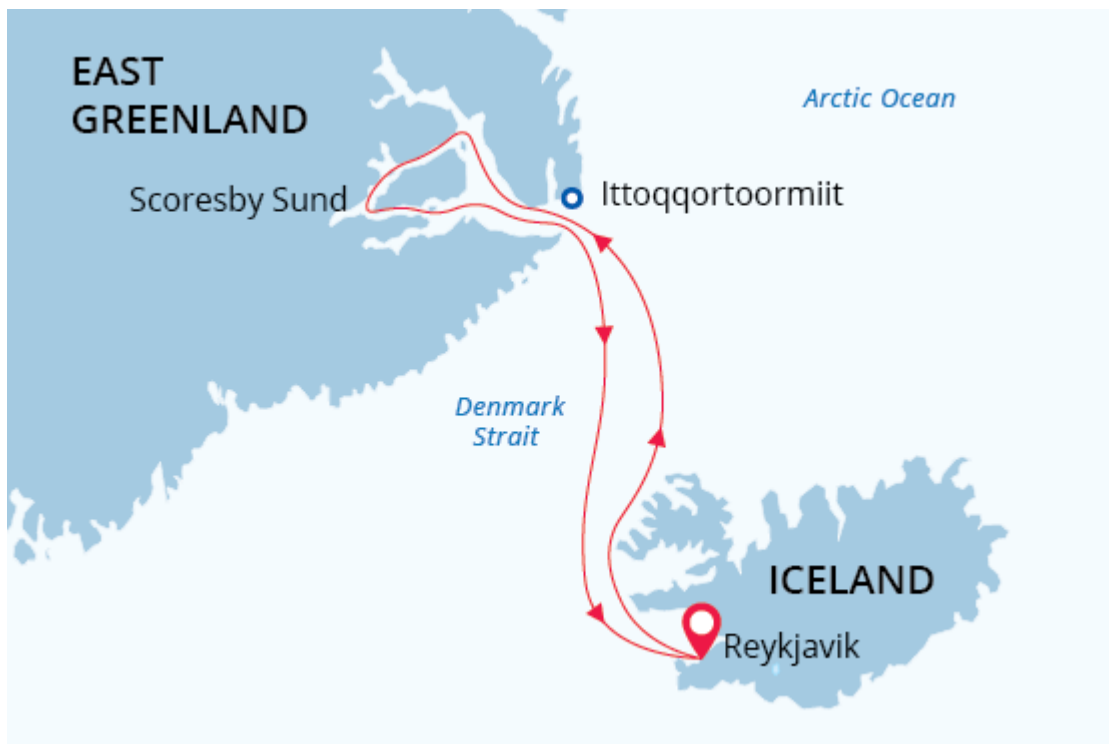 EAST
GREENLAND
Arctic Ocean
Scoresby Sund
Ittoqqortoormiit
Denmark
Strait
ICELAND
Reykjavik